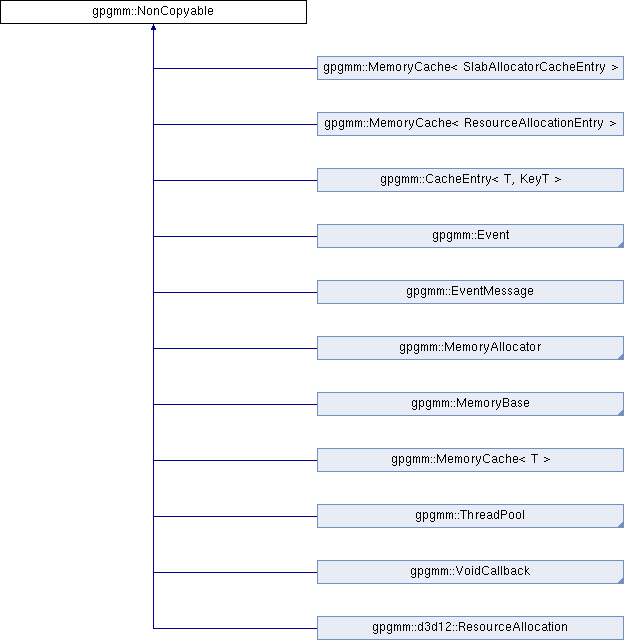 gpgmm::NonCopyable
gpgmm::MemoryCache< SlabAllocatorCacheEntry >
gpgmm::MemoryCache< ResourceAllocationEntry >
gpgmm::CacheEntry< T, KeyT >
gpgmm::Event
gpgmm::EventMessage
gpgmm::MemoryAllocator
gpgmm::MemoryBase
gpgmm::MemoryCache< T >
gpgmm::ThreadPool
gpgmm::VoidCallback
gpgmm::d3d12::ResourceAllocation